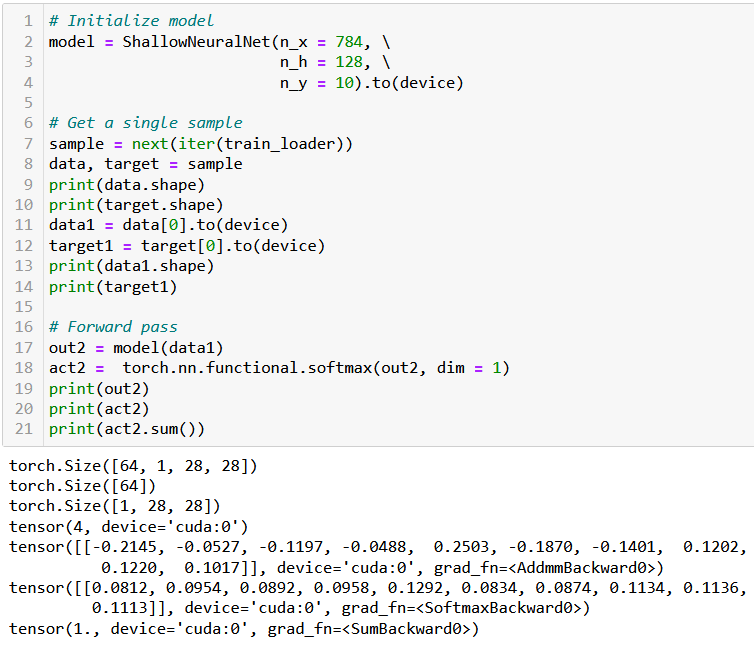 1 # Initialize model
2 model = ShallowNeuralNet(n_x = 784, \
3 n_h = 128, \
4 n_y = 10).to(device)
5
6 # Get a single sample
7 sample = next(iter(train_loader))
8 data, target = sample
9 print(data.shape)
10 print(target.shape)
11 data1 = data[0].to(device)
12 target1 = target[0].to(device)
13 print(data1.shape)
14 print(target1)
15
16 # Forward pass
17 out2 = model(data1)
18 act2 =  torch.nn.functional.softmax(out2, dim = 1)
19 print(out2)
20 print(act2)
21 print(act2.sum())
torch.Size([64, 1, 28, 28])
torch.Size([64])
torch.Size([1, 28, 28])
tensor(4, device='cuda:0')
tensor([[-0.2145, -0.0527, -0.1197, -0.0488,  0.2503, -0.1870, -0.1401,  0.1202,
0.1220,  0.1017]], device='cuda:0', grad_fn=<AddmmBackward0>)
tensor([[0.0812, 0.0954, 0.0892, 0.0958, 0.1292, 0.0834, 0.0874, 0.1134, 0.1136,
0.1113]], device='cuda:0', grad_fn=<SoftmaxBackward0>)
tensor(1., device='cuda:0', grad_fn=<SumBackward0>)